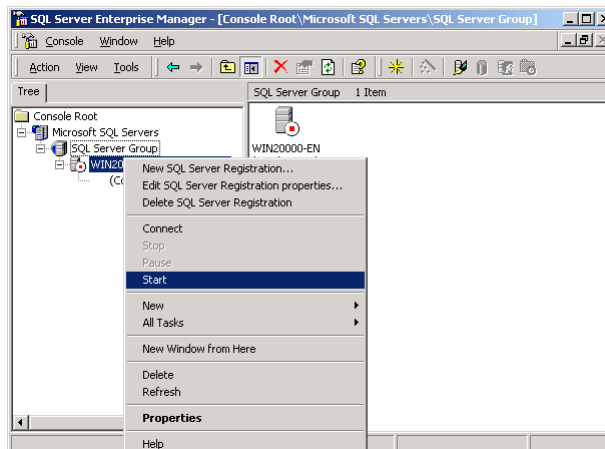 SQL Server Enterprise Manager - [Console Root\Microsoft SQL Servers\SQL Server Group]
Console Window Help
Action View Tools
Tree
SQL Server Group 1 Item
Console Root
Microsoft SQL Servers
SQL Server Group
WIN20
(Co
WIN20000-EN
New SQL Server Registration...
Edit SQL Server Registration properties...
Delete SQL Server Registration
Connect
Stop
Pause
Start
New
All Tasks
New Window from Here
Delete
Refresh
Properties
Help